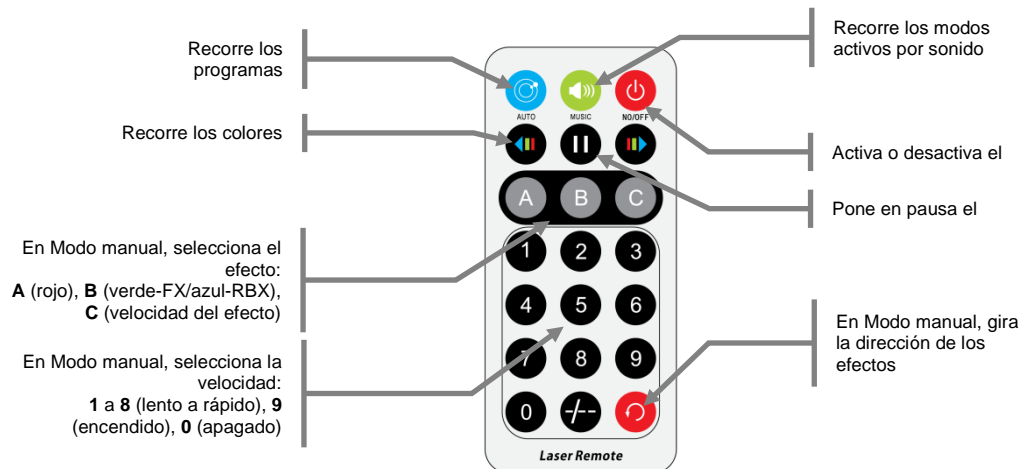 Recorre los
programas
Recorre los colores
En Modo manual, selecciona el
efecto:
A (rojo), B (verde-FX/azul-RBX),
C (velocidad del efecto)
En Modo manual, selecciona la
velocidad:
1 a 8 (lento a rápido), 9
(encendido), 0 (apagado)
AUTO MUSIC NO/OFF
A B C
1 2 3
4 5 6
7 8 9
0 -/--
Laser Remote
Recorre los modos
activos por sonido
Activa o desactiva el
Pone en pausa el
En Modo manual, gira
la dirección de los
efectos